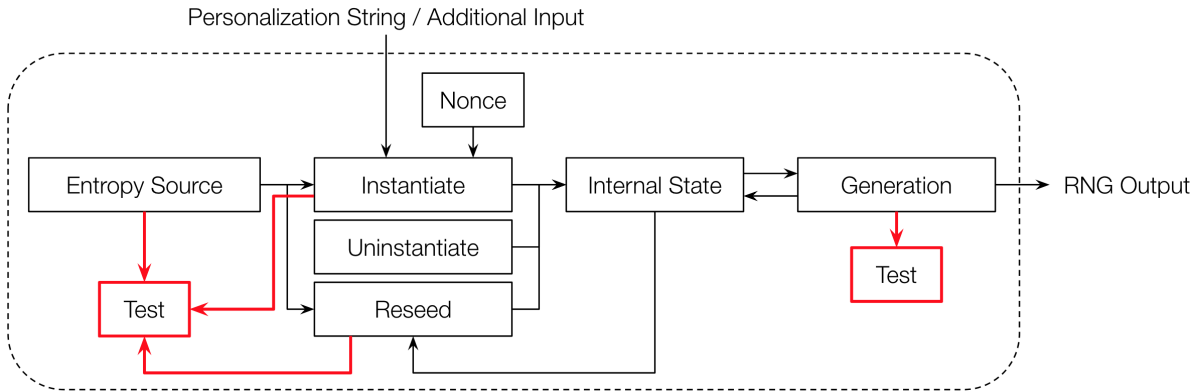 Personalization String / Additional Input
Nonce
Entropy Source
Instantiate
Internal State
Generation
RNG Output
Uninstantiate
Test
Test
Reseed